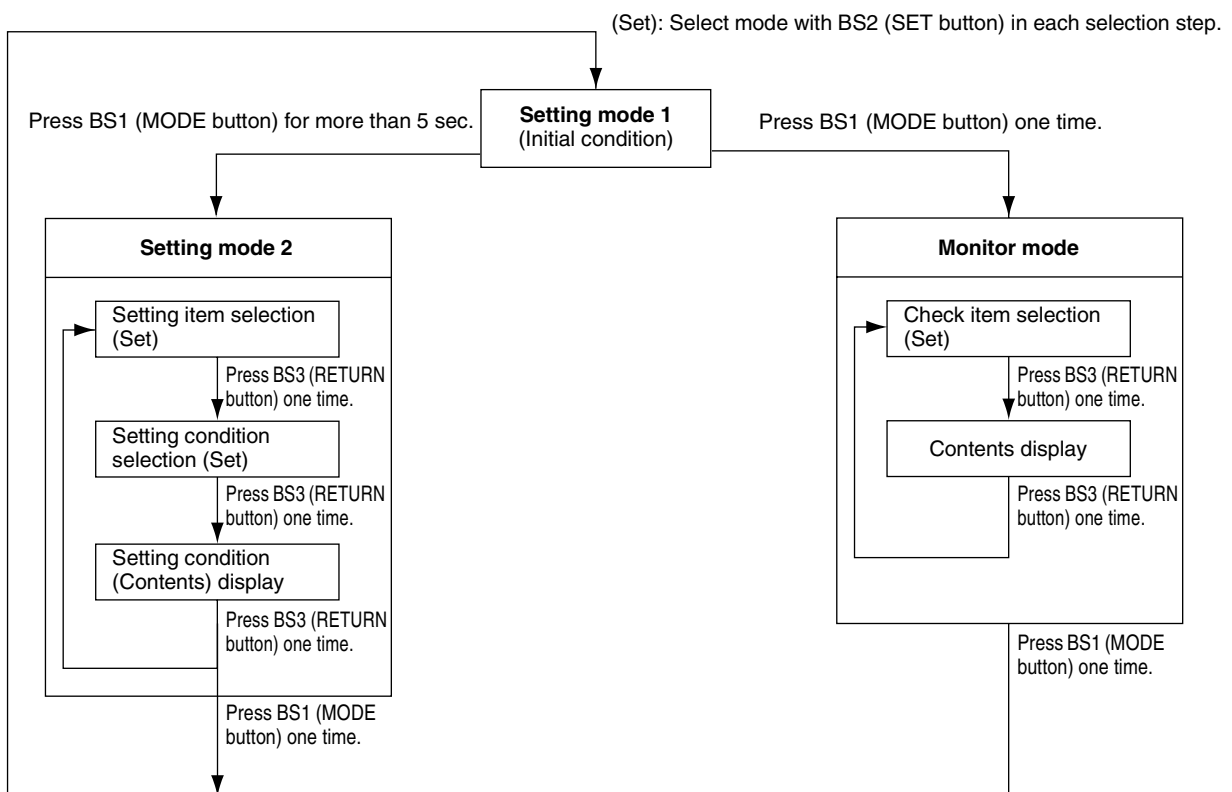 (Set): Select mode with BS2 (SET button) in each selection step.
Setting mode 1
(Initial condition)
Press BS1 (MODE button) for more than 5 sec.
Press BS1 (MODE button) one time.
Setting mode 2
Setting item selection
(Set)
Press BS3 (RETURN
button) one time.
Setting condition
selection (Set)
Press BS3 (RETURN
button) one time.
Setting condition
(Contents) display
Press BS3 (RETURN
button) one time.
Press BS1 (MODE
button) one time.
Monitor mode
Check item selection
(Set)
Press BS3 (RETURN
button) one time.
Contents display
Press BS3 (RETURN
button) one time.
Press BS1 (MODE
button) one time.